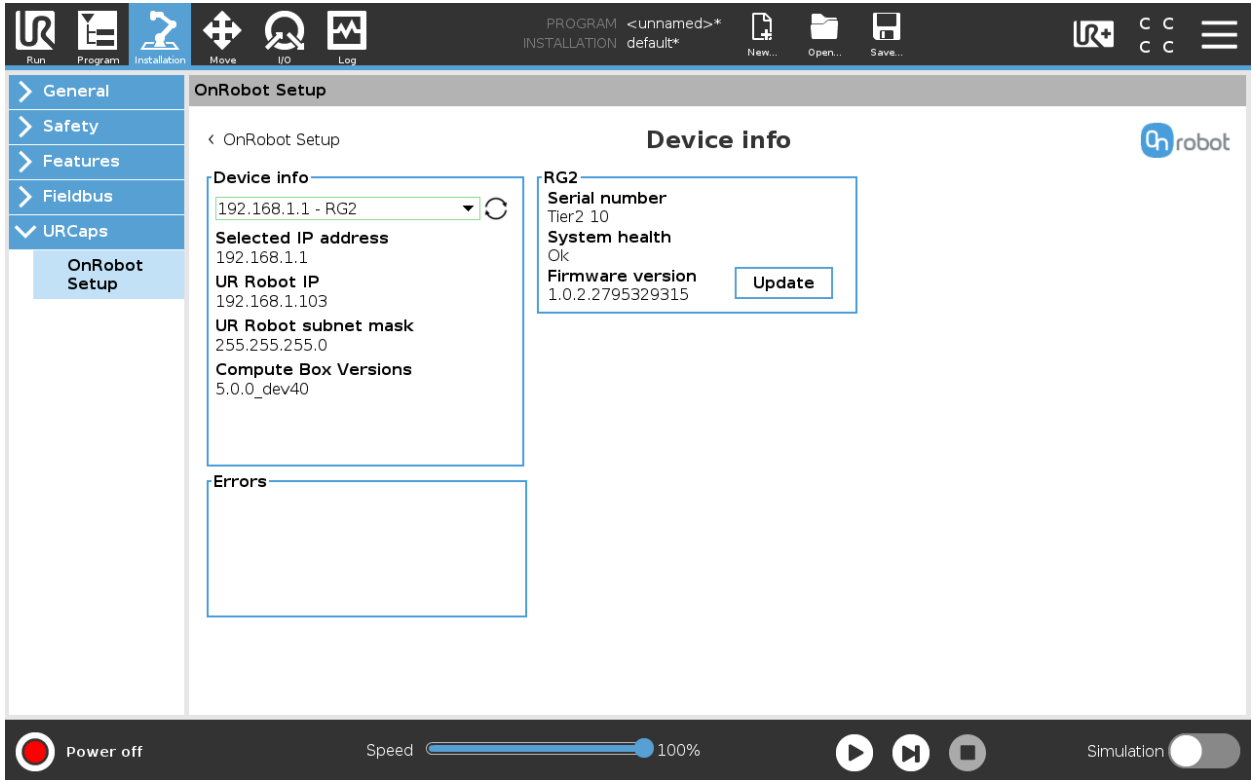 PROGRAM <unnamed>*
INSTALLATION default*
UR+
C C
C C
Run
Program
Installation
Move
I/O
Log
New...
Open...
Save...
General
Safety
Features
Fieldbus
URCaps
OnRobot
Setup
OnRobot Setup
< OnRobot Setup
Device info
On robot
Device info
192.168.1.1 - RG2
Selected IP address
192.168.1.1
UR Robot IP
192.168.1.103
UR Robot subnet mask
255.255.255.0
Compute Box Versions
5.0.0_dev40
RG2
Serial number
Tier2 10
System health
Ok
Firmware version
1.0.2.2795329315
Update
Errors
Power off
Speed
100%
Simulation